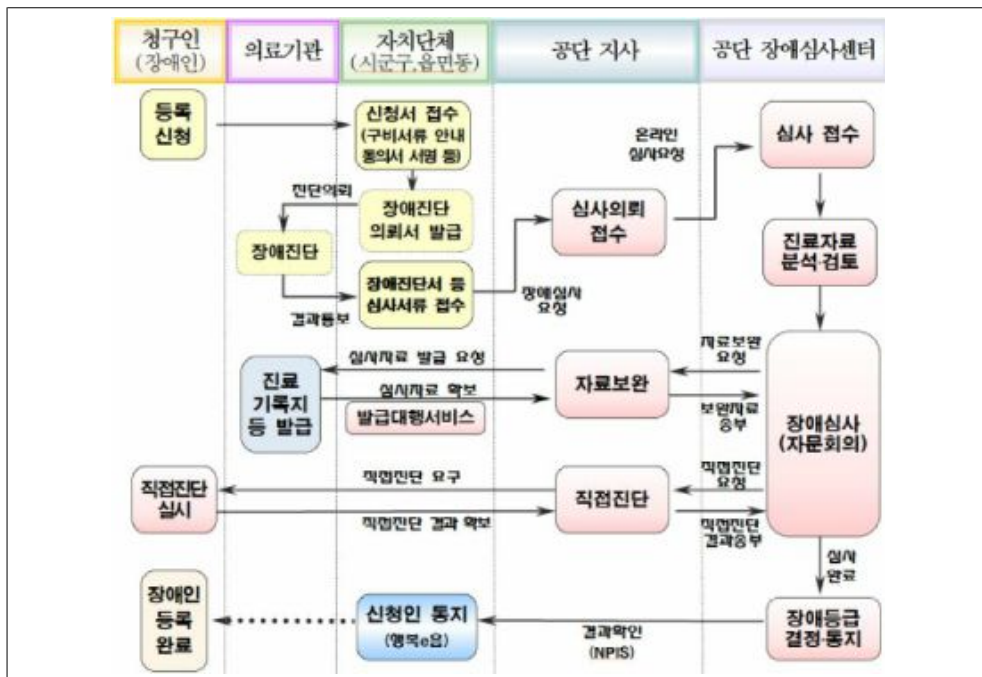 청구인
(장애인)
의료기관
자치단체
(시군구,읍면동)
공단 지사
공단 장애심사센터
등록
신청
신청서 접수
(구비서류 안내
동의서 서명 등)
온라인
심사요청
심사 접수
진단의뢰
장애진단
의뢰서 발급
심사의뢰
접수
장애진단
진료자료
분석·검토
장애진단서 등
심사서류 접수
결과통보
장애심사
요청
심사자료 발급 요청
자료보완
요청
진료
기록지
등 발급
심사자료 확보
발급대행서비스
자료보완
보완자료
송부
장애심사
(자문회의)
직접진단 요구
직접진단
요청
직접진단
실시
직접진단
직접진단 결과 확보
직접진단
결과송부
심사
완료
장애인
등록
완료
신청인 통지
(행복e음)
결과확인
(NPIS)
장애등급
결정·통지